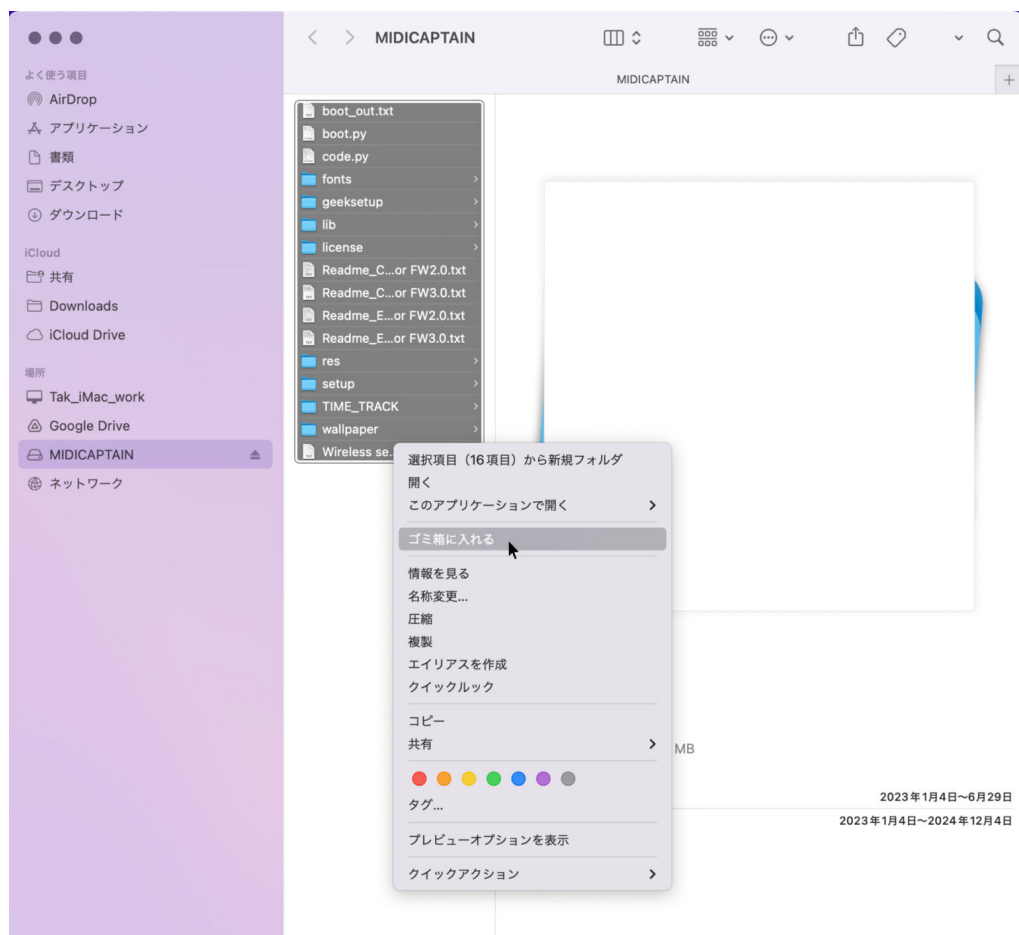 MIDICAPTAIN
MIDICAPTAIN
よく使う項目
AirDrop
アプリケーション
書類
デスクトップ
ダウンロード
iCloud
共有
Downloads
iCloud Drive
場所
Tak_iMac_work
Google Drive
MIDICAPTAIN
ネットワーク
boot_out.txt
boot.py
code.py
fonts
geeksetup
lib
license
Readme_C...or FW2.0.txt
Readme_C...or FW3.0.txt
Readme_E...or FW2.0.txt
Readme_E...or FW3.0.txt
res
setup
TIME_TRACK
wallpaper
Wireless se..
選択項目（16項目）から新規フォルダ
開く
このアプリケーションで開く
ゴミ箱に入れる
情報を見る
名称変更...
圧縮
複製
エイリアスを作成
クイックルック
コピー
共有
タグ...
プレビューオプションを表示
クイックアクション
MB
2023年1月4日〜6月29日
2023年1月4日〜2024年12月4日